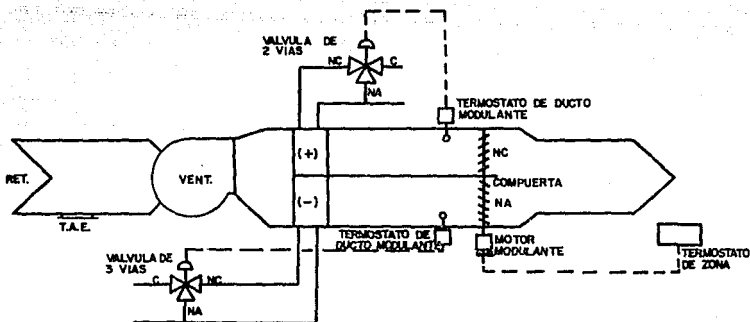 VALVULA DE
2 VIAS
NC
C
NA
TERMOSTATO DE DUCTO
MODULANTE
(+)
NC
RET.
VENT.
COMPUERTA
(-)
NA
T.A.E.
TERMOSTATO DE
DUCTO MODULANTE
MOTOR
MODULANTE
TERMOSTATO
DE ZONA
VALVULA DE
3 VIAS
C
NC
NA